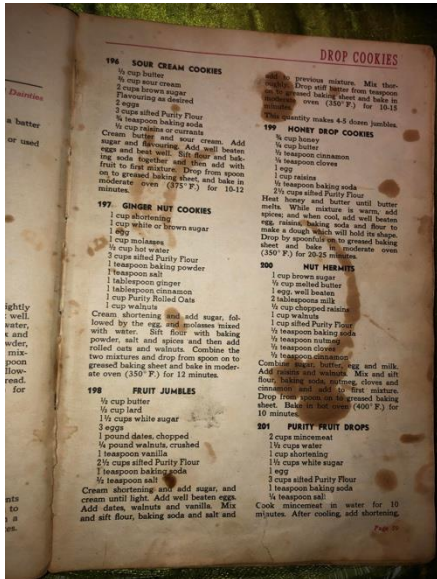 Dainties
a batter
or used
ightly
well.
water,
and
wder,
mix-
poon
llow-
read.
for
nts
to
a
DROP COOKIES
196 SOUR CREAM COOKIES
½ cup butter
½ cup sour cream
2 cups brown sugar
Flavouring as desired
2 eggs
3 cups sifted Purity Flour
¾ teaspoon baking soda
½ cup raisins or currants
Cream butter and sour cream. Add
sugar and flavouring. Add well beaten
eggs and beat well. Sift flour and bak-
ing soda together and then add with
fruit to first mixture. Drop from spoon
on to greased baking sheet, and bake in
moderate oven (375° F.) for 10-12
minutes.
197 GINGER NUT COOKIES
1 cup shortening
1 cup white or brown sugar
1 egg
1 cup molasses
½ cup hot water
3 cups sifted Purity Flour
1 teaspoon baking powder
1 teaspoon salt
1 tablespoon ginger
1 tablespoon cinnamon
1 cup Purity Rolled Oats
1 cup walnuts
Cream shortening and add sugar, fol-
lowed by the egg, and molasses mixed
with water. Sift flour with baking
powder, salt and spices and then add
rolled oats and walnuts. Combine the
two mixtures and drop from spoon on to
greased baking sheet and bake in moder-
ate oven (350° F.) for 12 minutes.
198 FRUIT JUMBLES
½ cup butter
½ cup lard
1½ cups white sugar
3 eggs
1 pound dates, chopped
¼ pound walnuts, crushed
1 teaspoon vanilla
2½ cups sifted Purity Flour
1 teaspoon baking soda
½ teaspoon salt
Cream shortening and add sugar, and
cream until light. Add well beaten eggs.
Add dates, walnuts and vanilla. Mix
and sift flour, baking soda and salt and
add to previous mixture. Mix thor-
oughly. Drop stiff batter from teaspoon
on to greased baking sheet, and bake in
moderate oven (350° F.) for 10-15
minutes.
This quantity makes 4-5 dozen jumbles.
199 HONEY DROP COOKIES
¾ cup honey
¼ cup butter
½ teaspoon cinnamon
¼ teaspoon cloves
1 egg
1 cup raisins
½ teaspoon baking soda
2½ cups sifted Purity Flour
Heat honey and butter until butter
melts. While mixture is warm, add
spices; and when cool, add well beaten
egg, raisins, baking soda and flour to
make a dough which will hold its shape.
Drop by spoonfuls on to greased baking
sheet and bake in moderate oven
(350° F.) for 20-25 minutes.
200 NUT HERMITS
1 cup brown sugar
½ cup melted butter
1 egg, well beaten
2 tablespoons milk
½ cup chopped raisins
1 cup walnuts
1 cup sifted Purity Flour
½ teaspoon baking soda
½ teaspoon nutmeg
½ teaspoon cloves
½ teaspoon cinnamon
Combine sugar, butter, egg and milk.
Add raisins and walnuts. Mix and sift
flour, baking soda, nutmeg, cloves and
cinnamon and add to first mixture.
Drop from spoon on to greased cookie
sheet. Bake in hot oven (400° F.) for
10 minutes.
201 PURITY FRUIT DROPS
2 cups mincemeat
1½ cups water
1 cup shortening
1½ cups white sugar
1 egg
3 cups sifted Purity Flour
1 teaspoon baking soda
¼ teaspoon salt
Cook mincemeat in water for 10
minutes. After cooling, add shortening,
Page